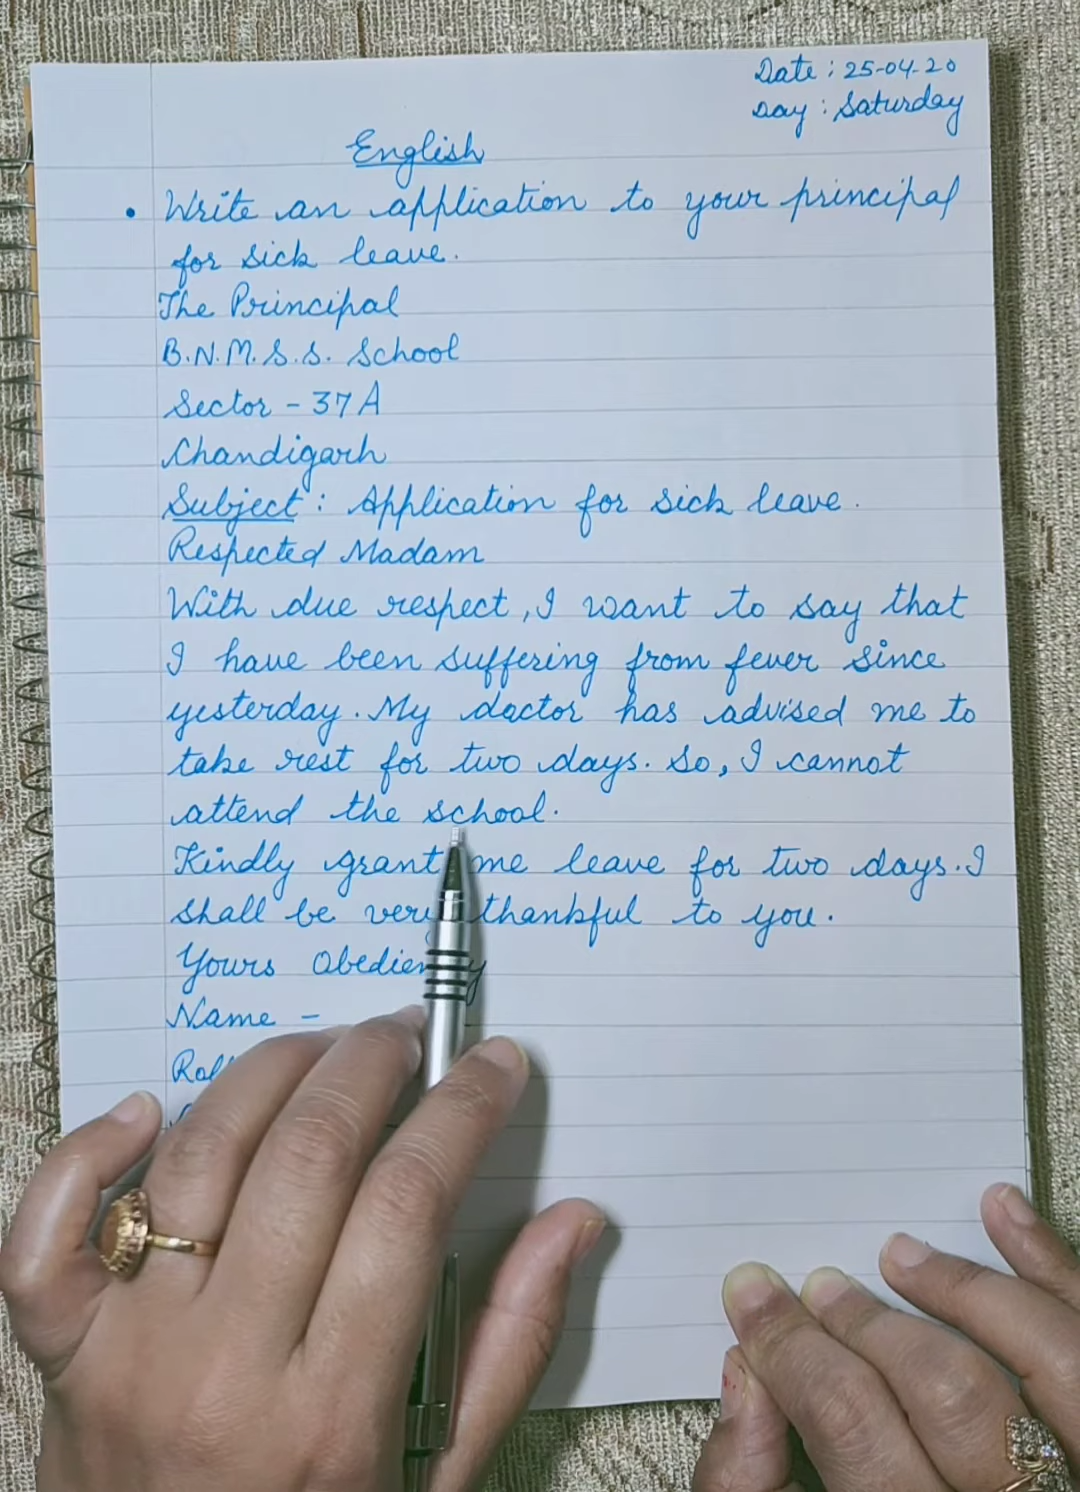 Date : 25-04-20
Day : Saturday
English
• Write an application to your principal
for sick leave.
The Principal
B.N.M.S.S. School
Sector - 37 A
Chandigarh
Subject : Application for sick leave.
Respected Madam
With due respect, I want to say that
I have been suffering from fever since
yesterday. My doctor has advised me to
take rest for two days. So, I cannot
attend the school.
Kindly grant me leave for two days. I
shall be very thankful to you.
Yours
Name -